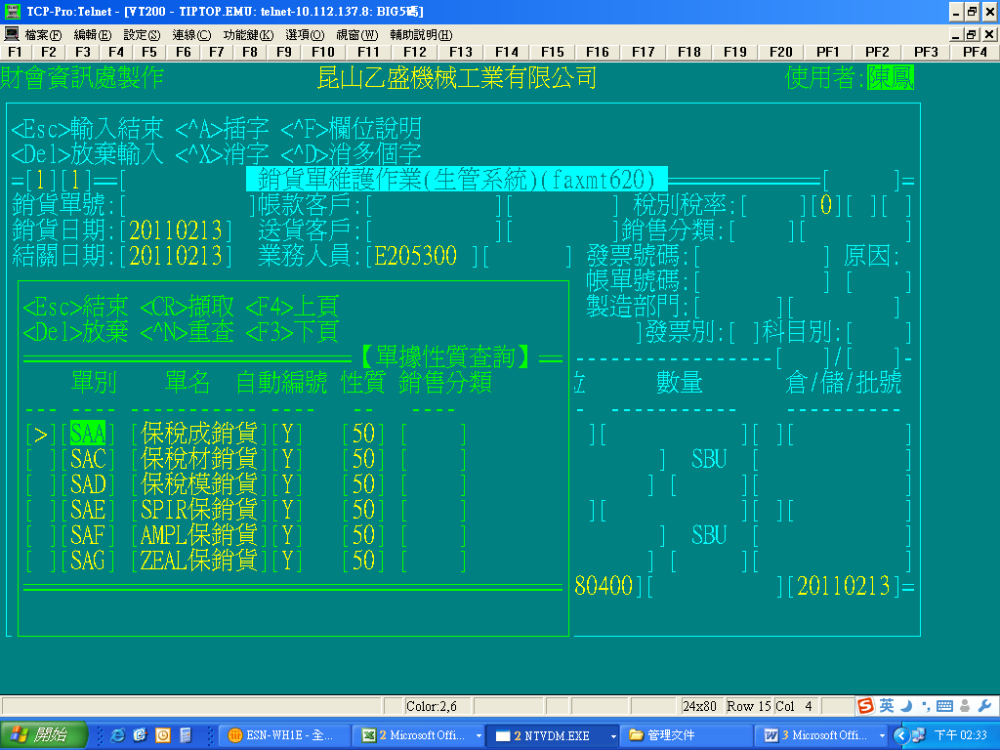 TCP-Pro:Telnet - [VT200 - TIPTOP.EMU: telnet-10.112.137.8: BIG5碼]
檔案(F) 編輯(E) 設定(S) 連線(C) 功能鍵(K) 選項(O) 視窗(W) 輔助說明(H)
F1 F2 F3 F4 F5 F6 F7 F8 F9 F10 F11 F12 F13 F14 F15 F16 F17 F18 F19 F20 PF1 PF2 PF3 PF4
財會資訊處製作 昆山乙盛機械工業有限公司 使用者:陳鳳
<Esc>輸入結束 <^A>插字 <^F>欄位說明
<Del>放棄輸入 <^X>消字 <^D>消多個字
=[1][1]==[ 銷貨單維護作業(生管系統)(faxmt620) [ ]=
銷貨單號:[ ]帳款客戶:[ ][ ] 稅別稅率:[ ][0][ ][ ]
銷貨日期:[20110213] 送貨客戶:[ ][ ]銷售分類:[ ][ ]
結關日期:[20110213] 業務人員:[E205300 ][ ] 發票號碼:[ ] 原因:
帳單號碼:[ ] [ ]
<Esc>結束 <CR>擷取 <F4>上頁 製造部門:[ ][ ]
<Del>放棄 <^N>重查 <F3>下頁 ]發票別:[ ]科目別:[ ]
【單據性質查詢】 -----------------[ ]/[ ]-
單別 單名 自動編號 性質 銷售分類 位 數量 倉/儲/批號
--- ---- ----------- ---- -- ---- - ---------- ----------
[>][SAA] [保稅成銷貨][Y] [50] [ ] ][ ][ ][ ]
[ ][SAC] [保稅材銷貨][Y] [50] [ ] ] SBU [ ]
[ ][SAD] [保稅模銷貨][Y] [50] [ ] ] [ ][ ]
[ ][SAE] [SPIR保銷貨][Y] [50] [ ] ][ ][ ][ ]
[ ][SAF] [AMPL保銷貨][Y] [50] [ ] ] SBU [ ]
[ ][SAG] [ZEAL保銷貨][Y] [50] [ ] ] [ ][ ]
80400][ ][20110213]=
Color:2,6 24x80 Row 15 Col 4 英
開始 ESN-WH1E - 全... 2 Microsoft Offi... 2 NTVDM.EXE 管理文件 3 Microsoft Offi... 下午 02:33